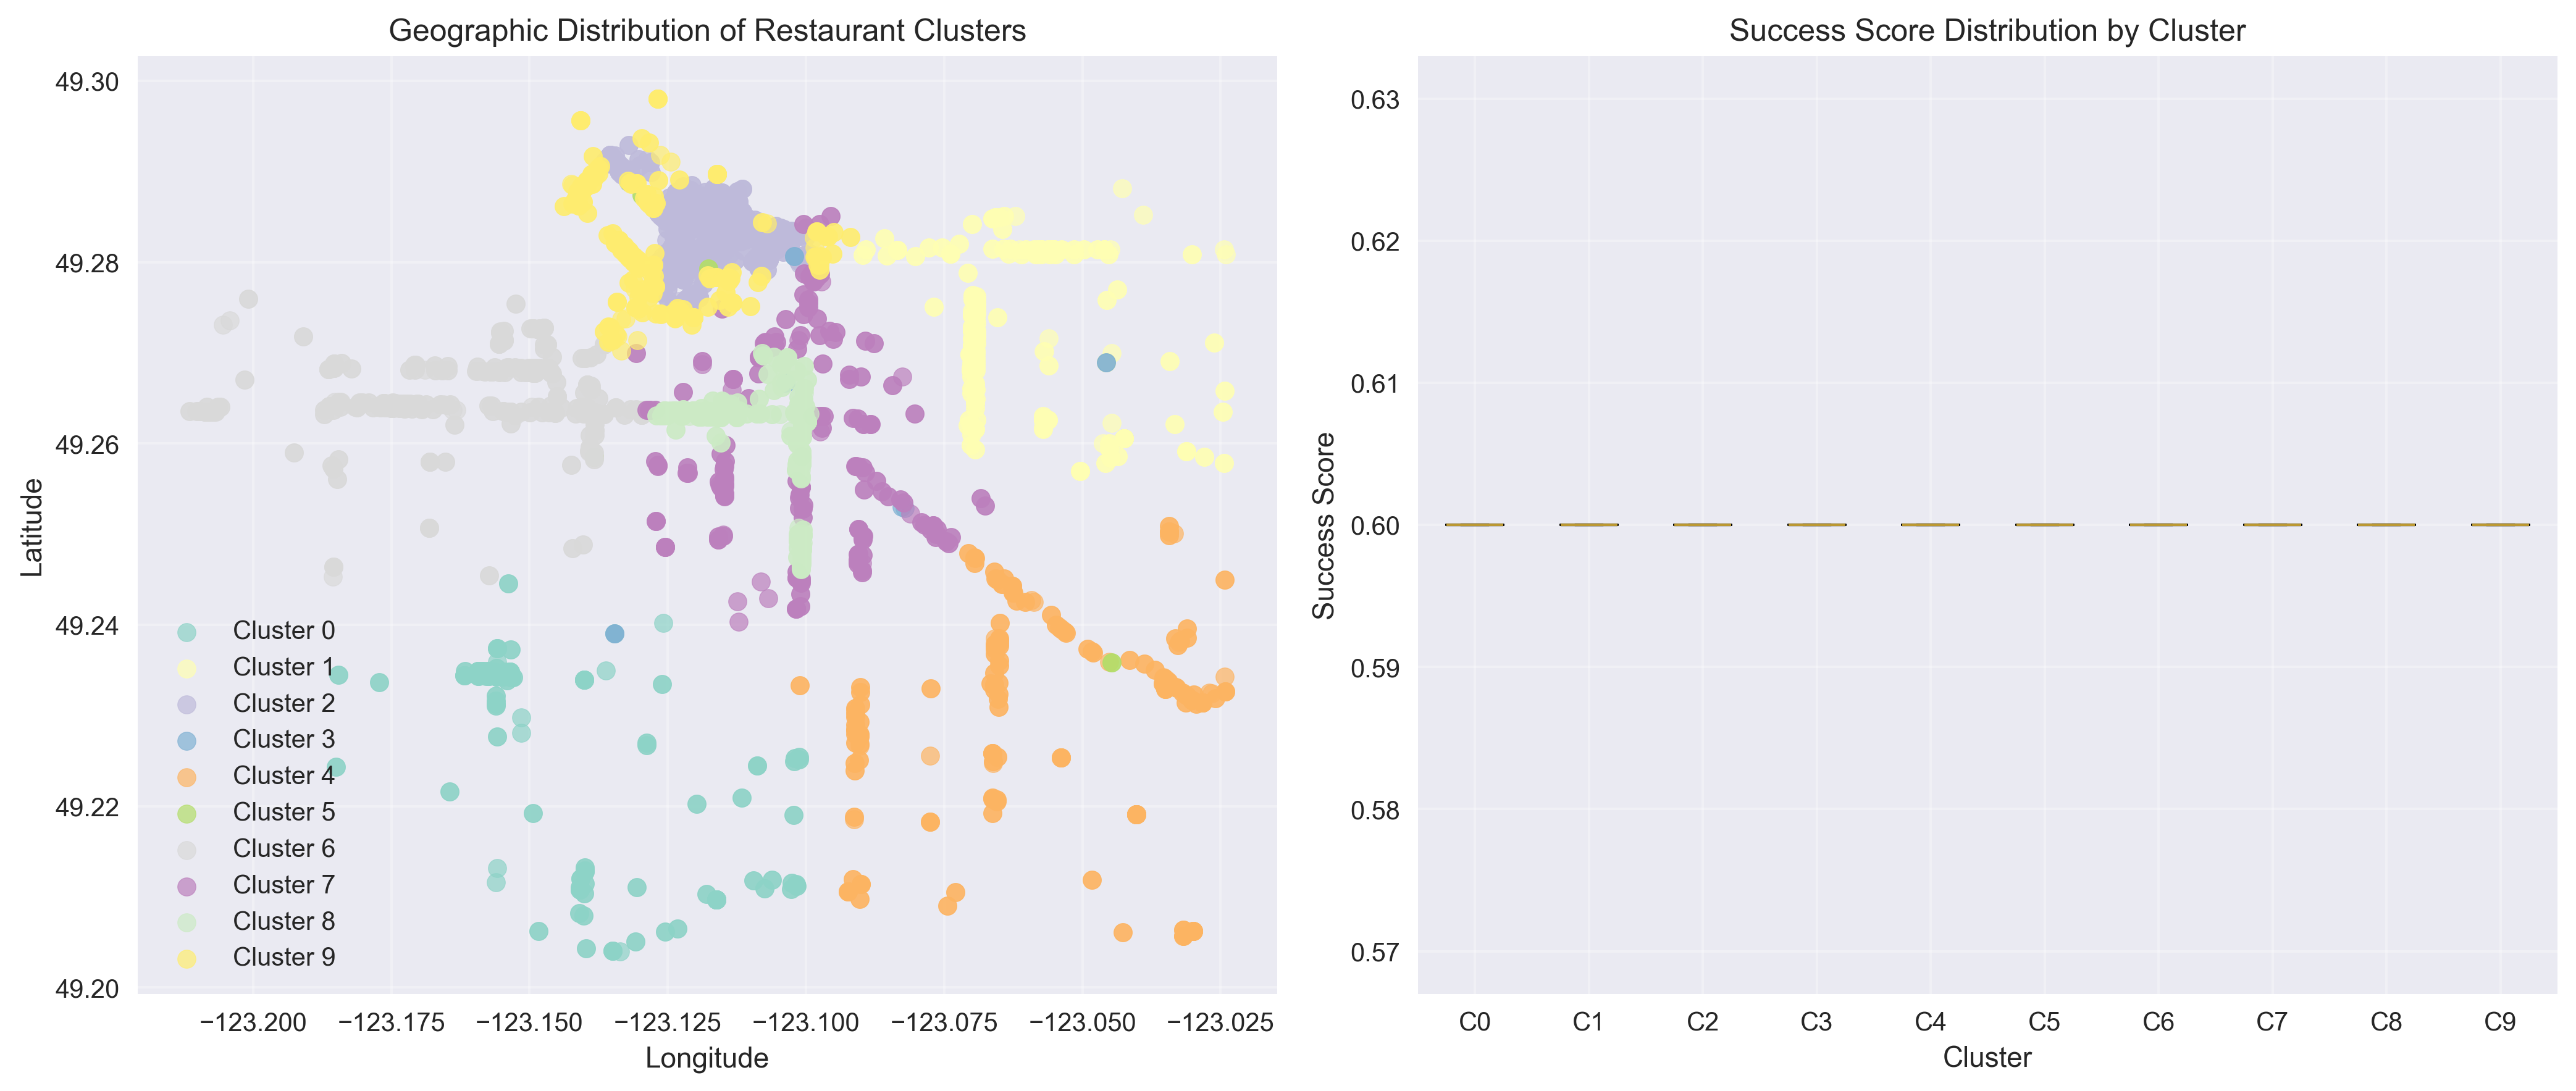 Geographic Distribution of Restaurant Clusters
49.30
49.28
49.26
49.24
49.22
49.20
Latitude
Cluster 0
Cluster 1
Cluster 2
Cluster 3
Cluster 4
Cluster 5
Cluster 6
Cluster 7
Cluster 8
Cluster 9
−123.200 −123.175 −123.150 −123.125 −123.100 −123.075 −123.050 −123.025
Longitude
Success Score Distribution by Cluster
0.63
0.62
0.61
0.60
0.59
0.58
0.57
Success Score
C0 C1 C2 C3 C4 C5 C6 C7 C8 C9
Cluster